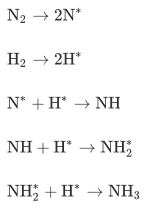 N₂ → 2N*
H₂ → 2H*
N* + H* → NH
NH + H* → NH₂*
NH₂* + H* → NH₃